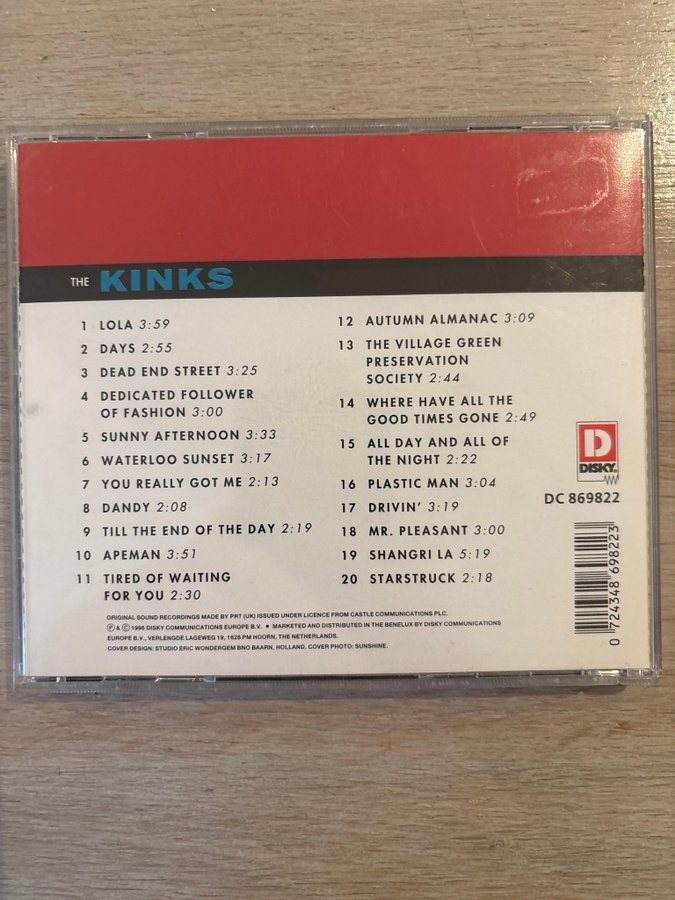 THE KINKS
1 LOLA 3:59
2 DAYS 2:55
3 DEAD END STREET 3:25
4 DEDICATED FOLLOWER
OF FASHION 3:00
5 SUNNY AFTERNOON 3:33
6 WATERLOO SUNSET 3:17
7 YOU REALLY GOT ME 2:13
8 DANDY 2:08
9 TILL THE END OF THE DAY 2:19
10 APEMAN 3:51
11 TIRED OF WAITING
FOR YOU 2:30
12 AUTUMN ALMANAC 3:09
13 THE VILLAGE GREEN
PRESERVATION
SOCIETY 2:44
14 WHERE HAVE ALL THE
GOOD TIMES GONE 2:49
15 ALL DAY AND ALL OF
THE NIGHT 2:22
16 PLASTIC MAN 3:04
17 DRIVIN' 3:19
18 MR. PLEASANT 3:00
19 SHANGRI LA 5:19
20 STARSTRUCK 2:18
D
DISKY.
DC 869822
0 724348 698223
ORIGINAL SOUND RECORDINGS MADE BY PRT (UK) ISSUED UNDER LICENCE FROM CASTLE COMMUNICATIONS PLC.
℗ & © 1996 DISKY COMMUNICATIONS EUROPE B.V. • MARKETED AND DISTRIBUTED IN THE BENELUX BY DISKY COMMUNICATIONS
EUROPE B.V., VERLENGDE LAGEWEG 19, 1628 PM HOORN, THE NETHERLANDS.
COVER DESIGN: STUDIO ERIC WONDERGEM BNO BAARN, HOLLAND. COVER PHOTO: SUNSHINE.